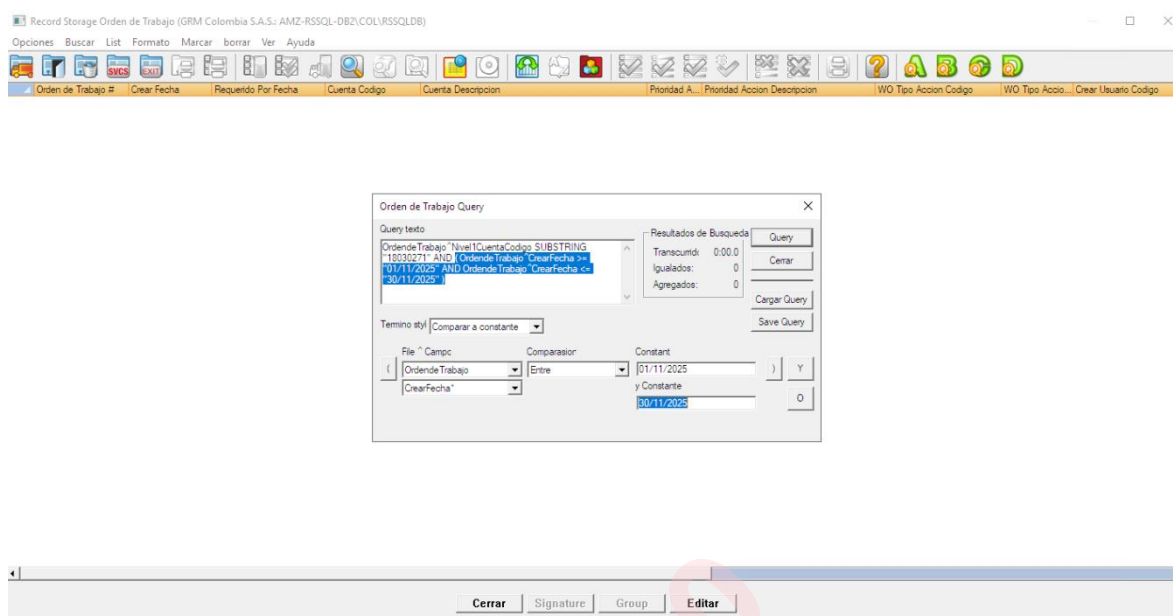 Record Storage Orden de Trabajo (GRM Colombia S.A.S.: AMZ-RSSQL-DB2\COL\RSSQLDB)
Opciones Buscar List Formato Marcar borrar Ver Ayuda
SVCS EXIT A B C D
Orden de Trabajo # Crear Fecha Requerido Por Fecha Cuenta Codigo Cuenta Descripcion Prioridad A... Prioridad Accion Descripcion WO Tipo Accion Codigo WO Tipo Accio... Crear Usuario Codigo
Orden de Trabajo Query
Query texto
OrdendeTrabajo^Nivel1CuentaCodigo SUBSTRING
"18030271" AND (OrdendeTrabajo^CrearFecha >=
"01/11/2025" AND OrdendeTrabajo^CrearFecha <=
"30/11/2025" )
Resultados de Busqueda
Transcurrido 0:00.0
Igualados: 0
Agregados: 0
Query
Cerrar
Cargar Query
Save Query
Termino styl Comparar a constante
File ^ Campo Comparasior Constant
( OrdendeTrabajo Entre 01/11/2025 ) Y
CrearFecha* y Constante
30/11/2025 O
Cerrar Signature Group Editar